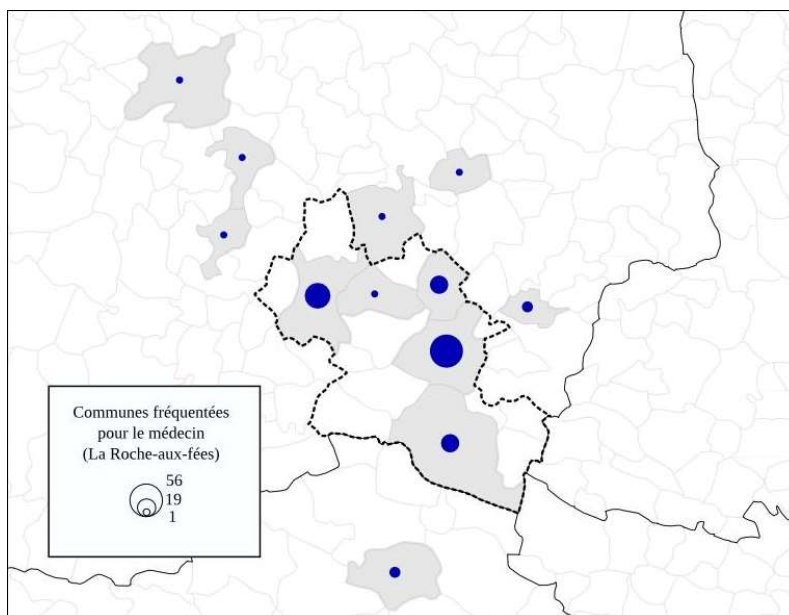 Communes fréquentées
pour le médecin
(La Roche-aux-fées)
56
19
1